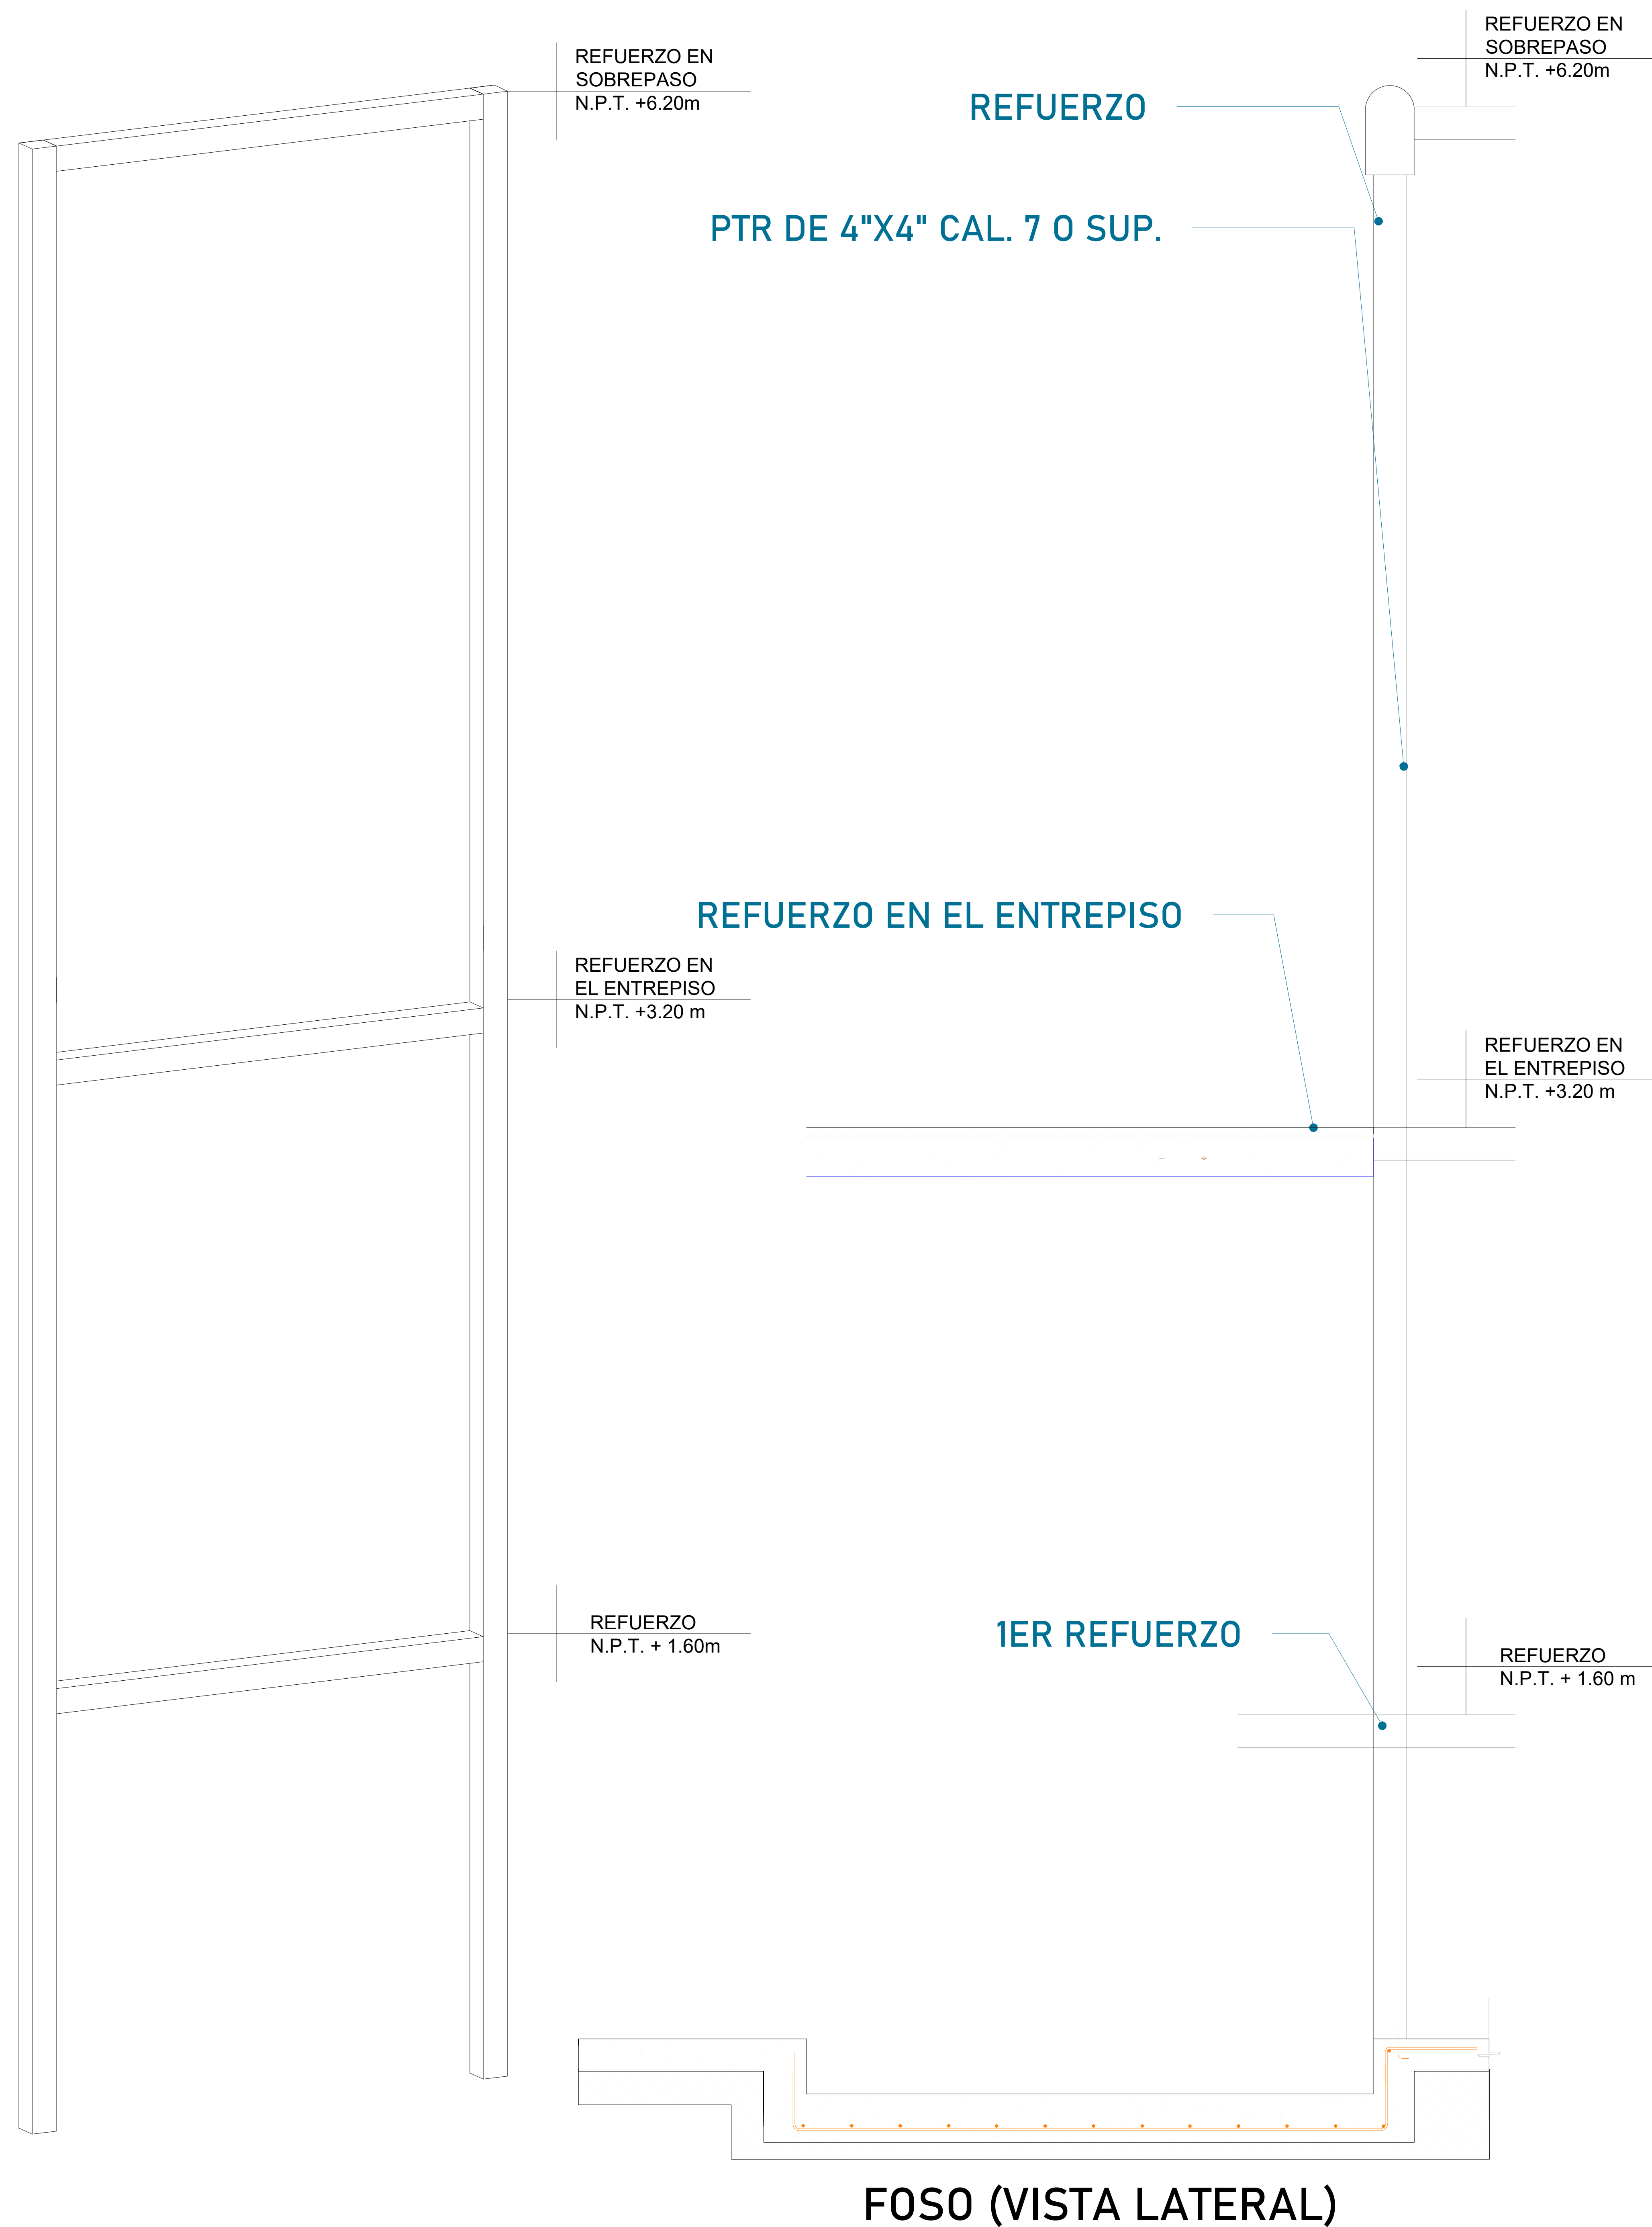 REFUERZO EN
SOBREPASO
N.P.T. +6.20m
REFUERZO EN
SOBREPASO
N.P.T. +6.20m
REFUERZO
PTR DE 4"X4" CAL. 7 O SUP.
REFUERZO EN EL ENTREPISO
REFUERZO EN
EL ENTREPISO
N.P.T. +3.20 m
REFUERZO EN
EL ENTREPISO
N.P.T. +3.20 m
REFUERZO
N.P.T. + 1.60m
1ER REFUERZO
REFUERZO
N.P.T. + 1.60 m
FOSO (VISTA LATERAL)